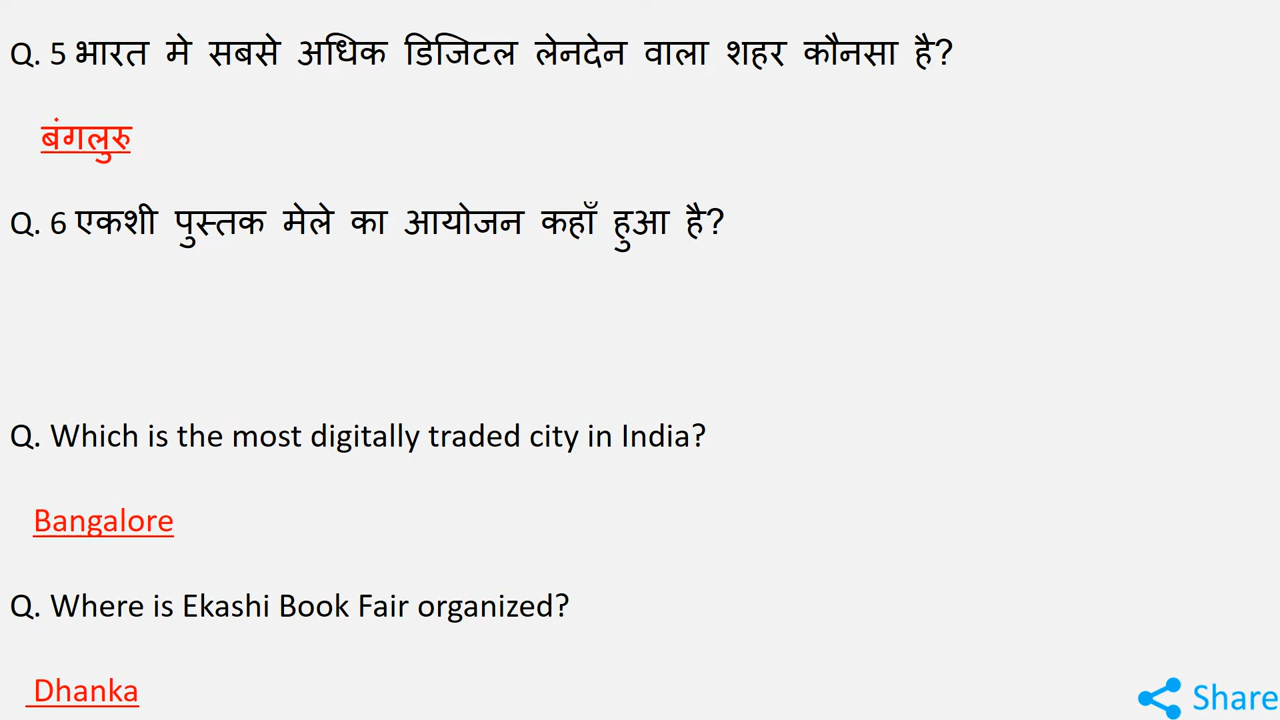 Q. 5 भारत मे सबसे अधिक डिजिटल लेनदेन वाला शहर कौनसा है?
बंगलुरु
Q. 6 एकशी पुस्तक मेले का आयोजन कहाँ हुआ है?
Q. Which is the most digitally traded city in India?
Bangalore
Q. Where is Ekashi Book Fair organized?
Dhanka
Share